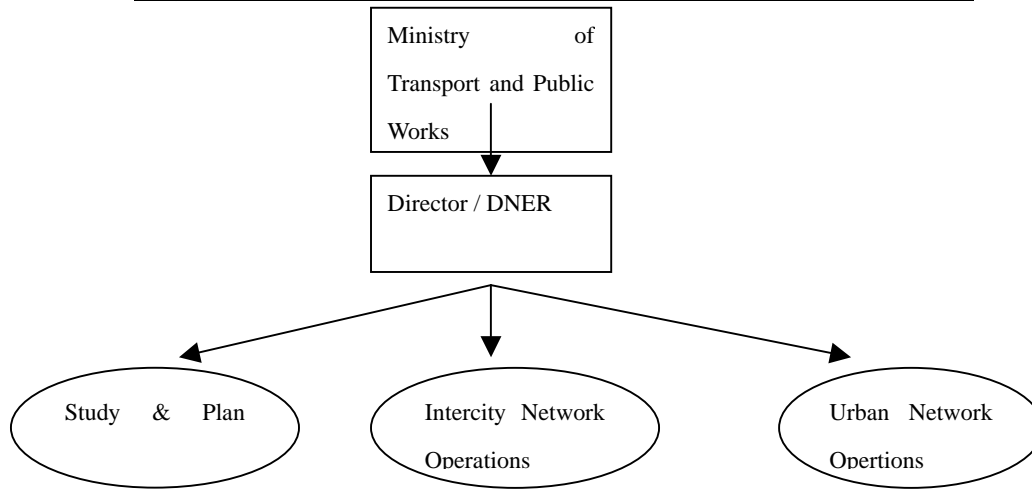 Ministry of
Transport and Public
Works
Director / DNER
Study & Plan
Intercity Network
Operations
Urban Network
Opertions